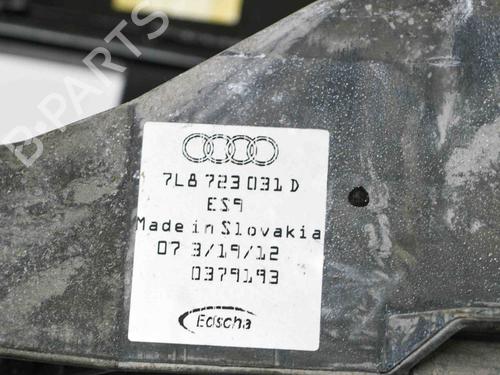 B-PARTS
7L8 723 031 D
ES9
Made in Slovakia
07 3/19/12
0379193
Edscha